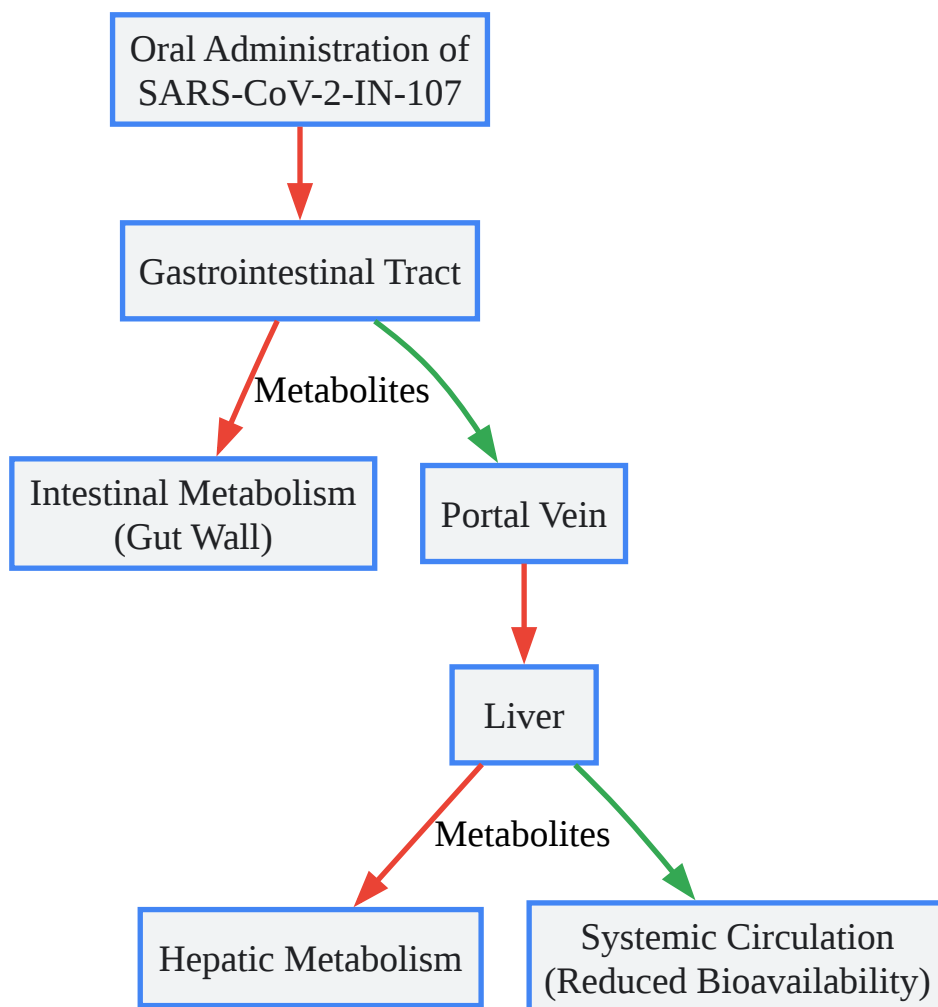 Oral Administration of
SARS-CoV-2-IN-107
Gastrointestinal Tract
Metabolites
Intestinal Metabolism
(Gut Wall)
Portal Vein
Liver
Metabolites
Hepatic Metabolism
Systemic Circulation
(Reduced Bioavailability)